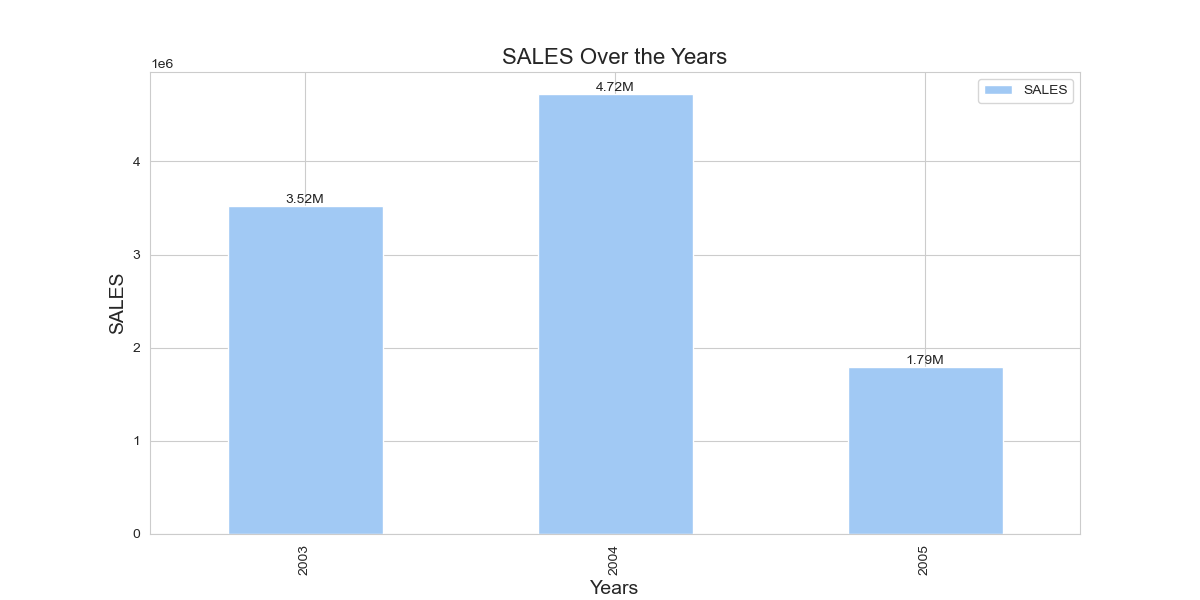 SALES Over the Years
1e6
SALES
4.72M
4
3.52M
3
SALES
2
1.79M
1
0
2003
2004
2005
Years